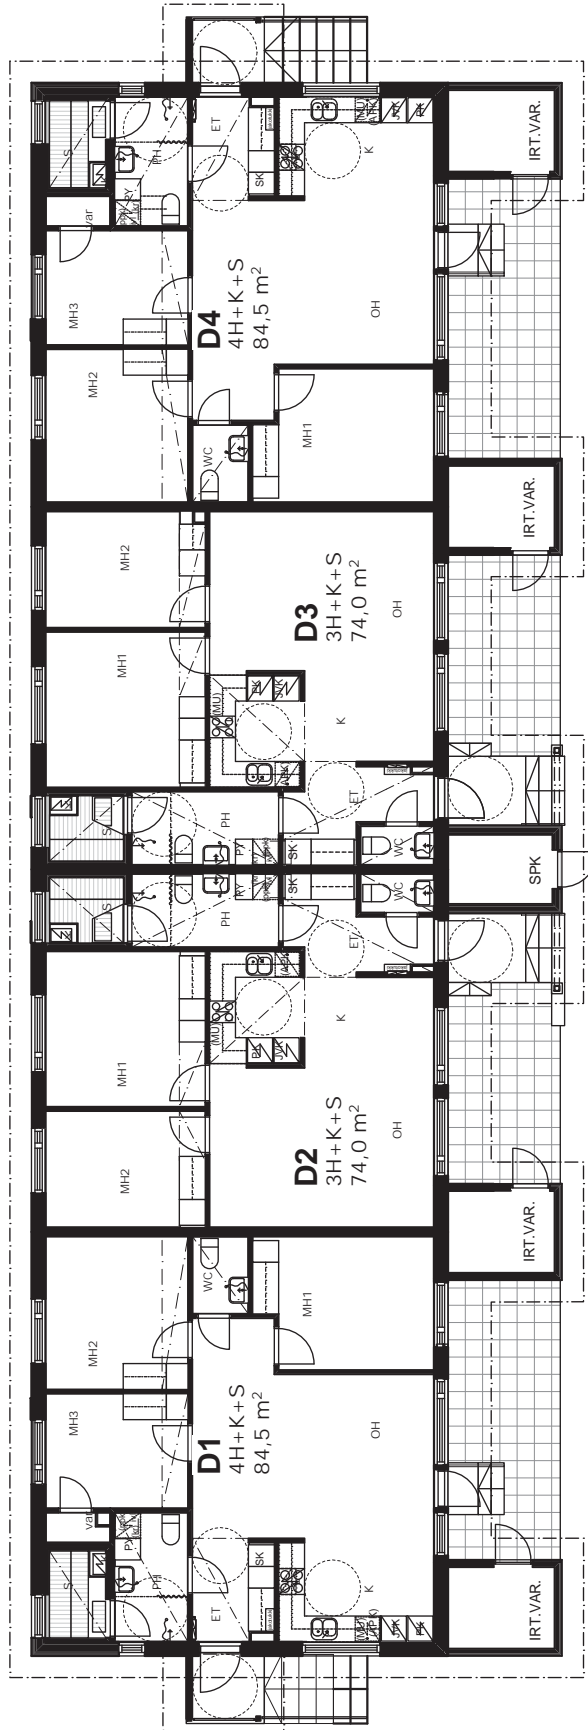 IRT.VAR.
S
PH
ET
SK
K
var
MH3
D4
4H+K+S
84,5 m²
OH
MH2
WC
MH1
IRT.VAR.
MH2
D3
3H+K+S
74,0 m²
OH
MH1
(MU)
K
ET
S
PH
SK
WC
SPK
S
RY
PH
SK
WC
ET
MH1
(MU)
K
MH2
D2
3H+K+S
74,0 m²
OH
IRT.VAR.
WC
MH1
MH2
D1
4H+K+S
84,5 m²
OH
MH3
var
S
PH
ET
SK
K
IRT.VAR.